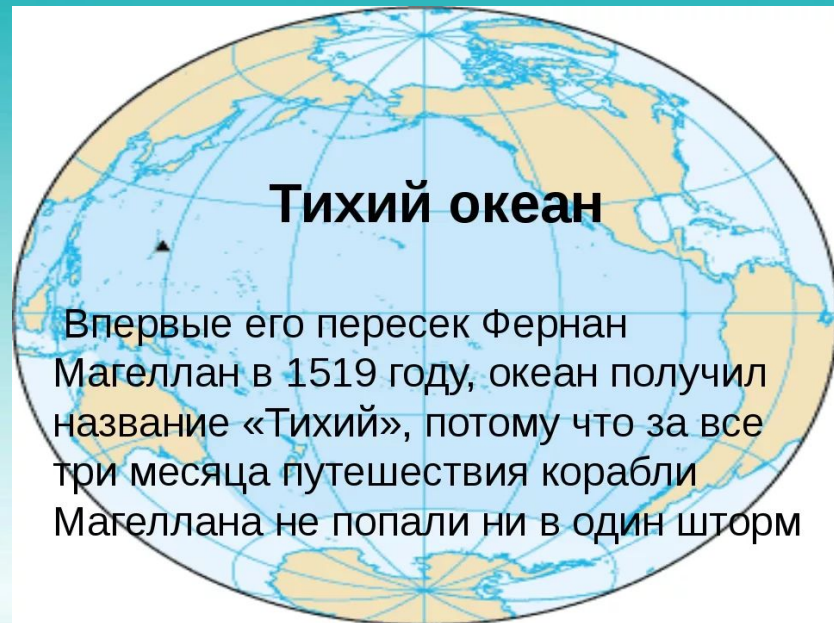 Тихий океан
Впервые его пересек Фернан
Магеллан в 1519 году, океан получил
название «Тихий», потому что за все
три месяца путешествия корабли
Магеллана не попали ни в один шторм